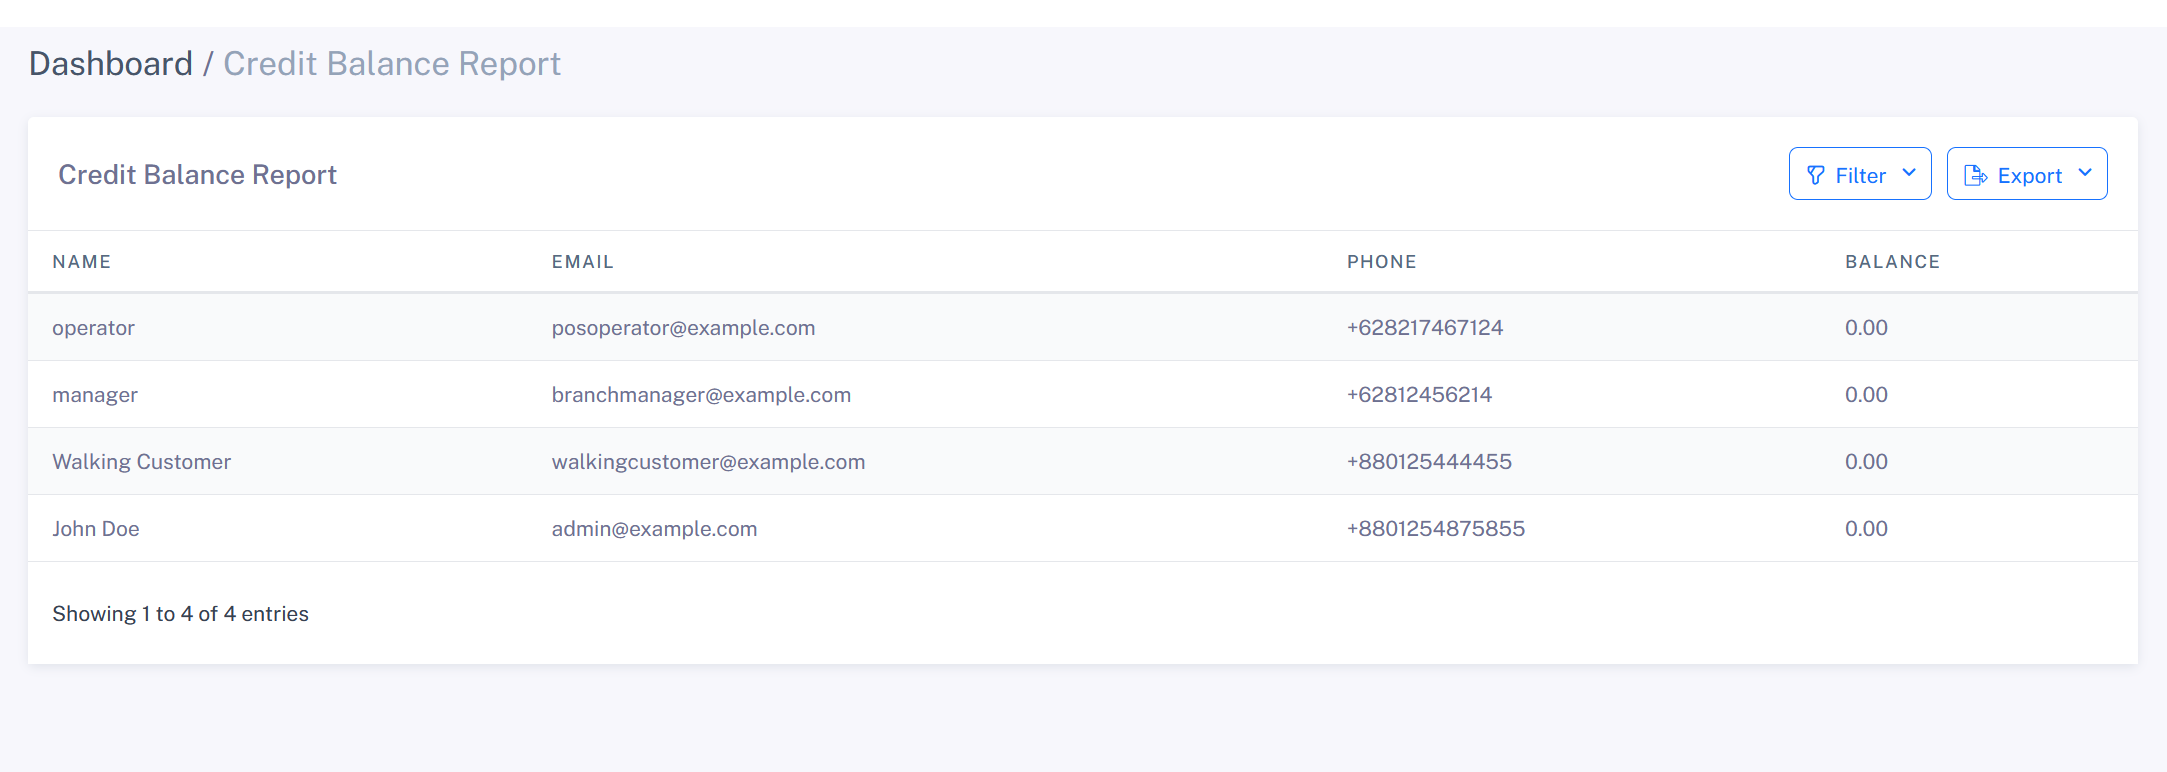 Dashboard / Credit Balance Report
Credit Balance Report
Filter
Export
NAME EMAIL PHONE BALANCE
operator posoperator@example.com +628217467124 0.00
manager branchmanager@example.com +62812456214 0.00
Walking Customer walkingcustomer@example.com +880125444455 0.00
John Doe admin@example.com +8801254875855 0.00
Showing 1 to 4 of 4 entries